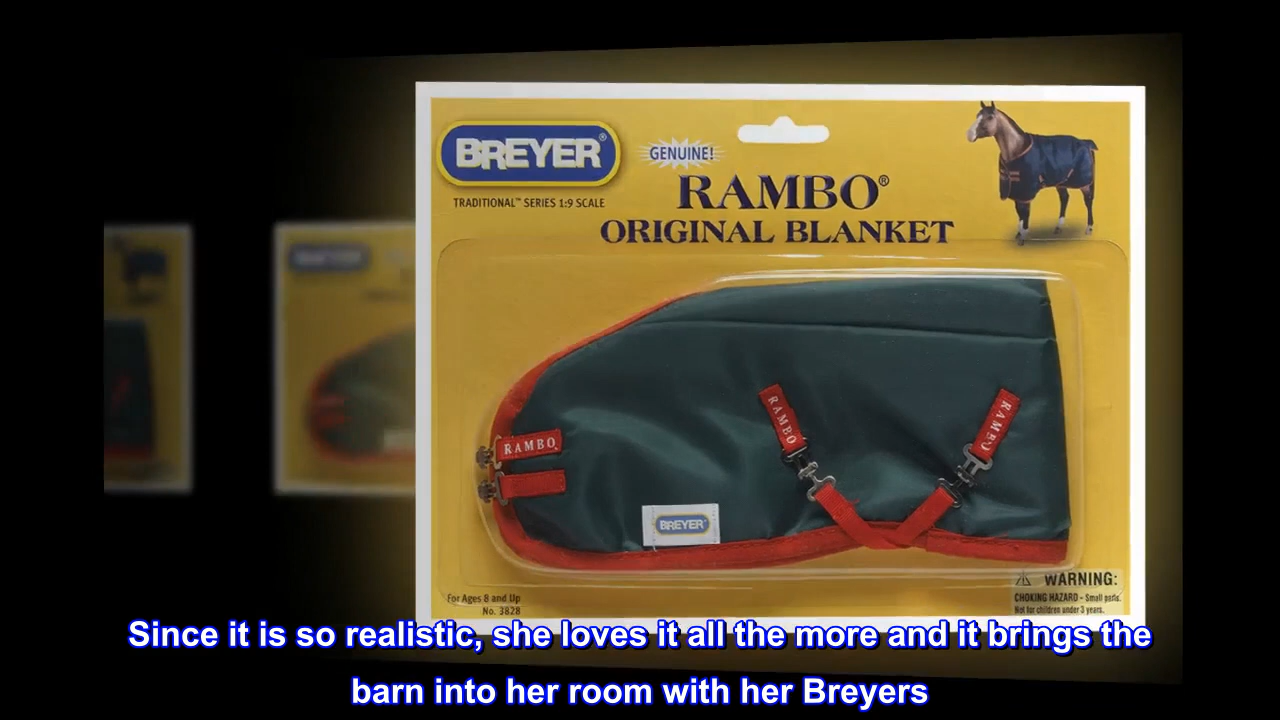 BREYER®
TRADITIONAL™ SERIES 1:9 SCALE
GENUINE!
RAMBO®
ORIGINAL BLANKET
RAMBO
RAMBO
RAMBO
BREYER®
For Ages 8 and Up
No. 3828
WARNING:
CHOKING HAZARD - Small parts.
Not for children under 3 years.
Since it is so realistic, she loves it all the more and it brings the
barn into her room with her Breyers